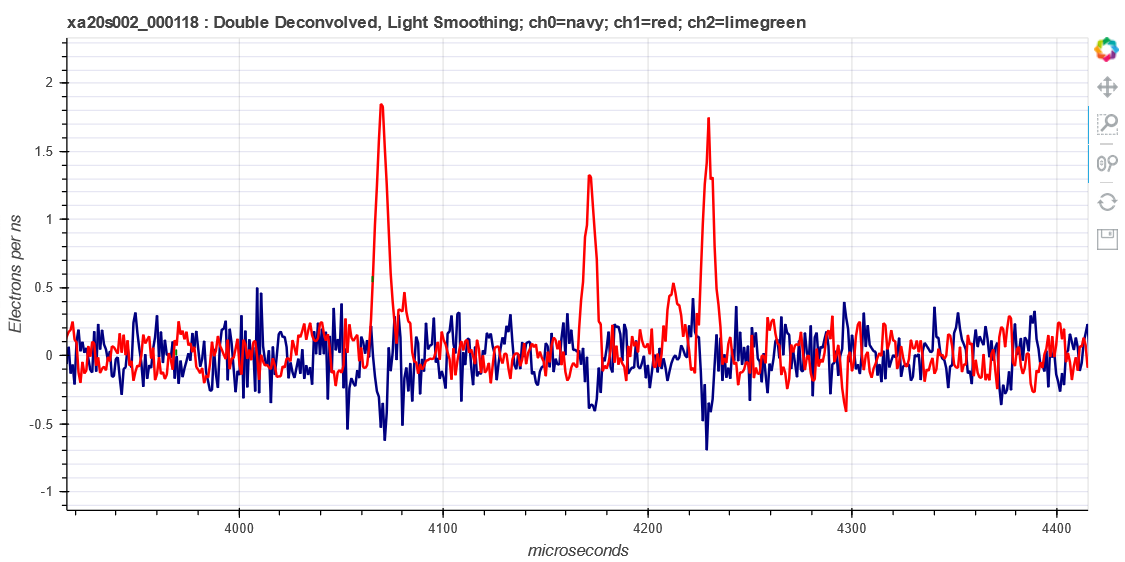 xa20s002_000118 : Double Deconvolved, Light Smoothing; ch0=navy; ch1=red; ch2=limegreen
2
1.5
1
0.5
0
-0.5
-1
Electrons per ns
4000 4100 4200 4300 4400
microseconds